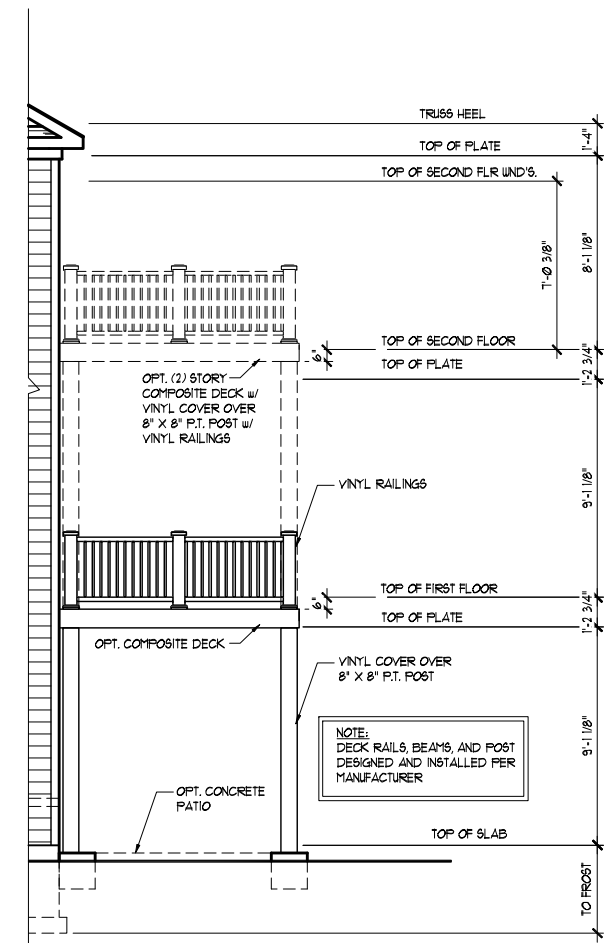 TRUSS HEEL
1'-4"
TOP OF PLATE
TOP OF SECOND FLR WND'S.
8'-1 1/8"
7'-0 3/8"
TOP OF SECOND FLOOR
6"
TOP OF PLATE
1'-2 3/4"
OPT. (2) STORY
COMPOSITE DECK w/
VINYL COVER OVER
8" X 8" P.T. POST w/
VINYL RAILINGS
VINYL RAILINGS
9'-1 1/8"
TOP OF FIRST FLOOR
6"
TOP OF PLATE
1'-2 3/4"
OPT. COMPOSITE DECK
VINYL COVER OVER
8" X 8" P.T. POST
9'-1 1/8"
NOTE:
DECK RAILS, BEAMS, AND POST
DESIGNED AND INSTALLED PER
MANUFACTURER
OPT. CONCRETE
PATIO
TOP OF SLAB
TO FROST